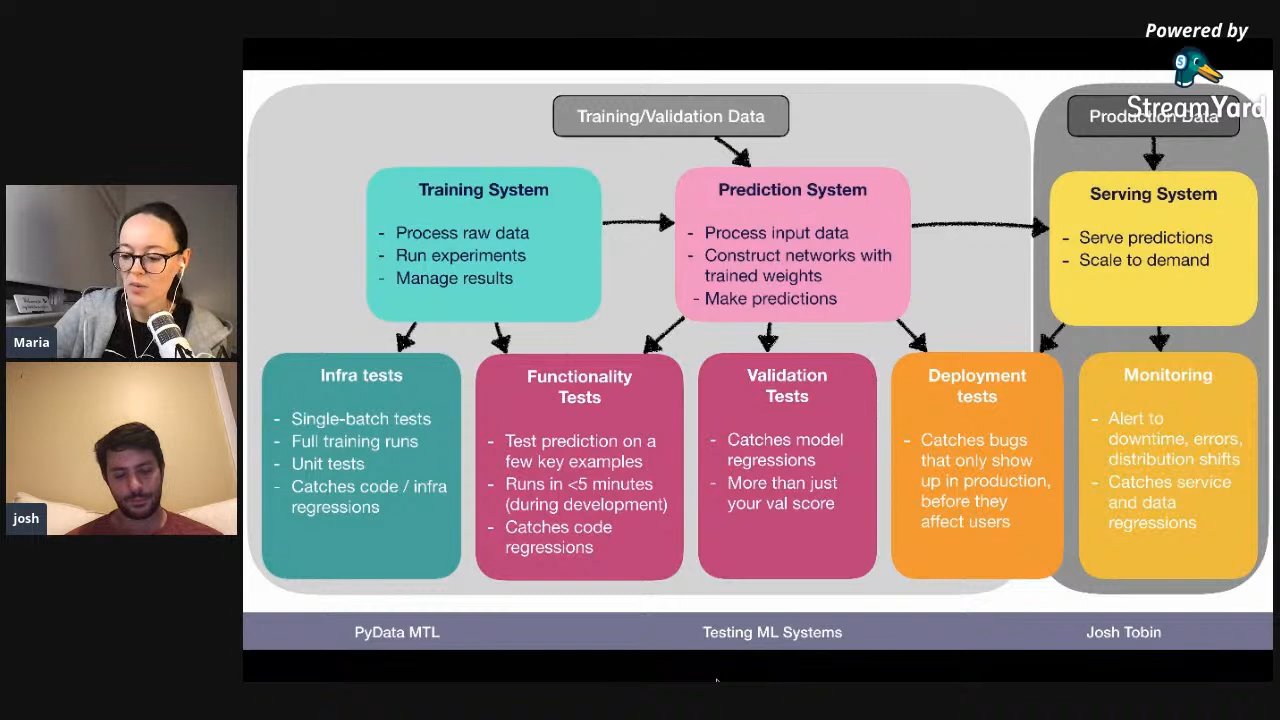 Powered by
StreamYard
Training/Validation Data
Production Data
Training System
- Process raw data
- Run experiments
- Manage results
Prediction System
- Process input data
- Construct networks with
trained weights
- Make predictions
Serving System
- Serve predictions
- Scale to demand
Maria
josh
Infra tests
- Single-batch tests
- Full training runs
- Unit tests
- Catches code / infra
regressions
Functionality
Tests
- Test prediction on a
few key examples
- Runs in <5 minutes
(during development)
- Catches code
regressions
Validation
Tests
- Catches model
regressions
- More than just
your val score
Deployment
tests
- Catches bugs
that only show
up in production,
before they
affect users
Monitoring
- Alert to
downtime, errors,
distribution shifts
- Catches service
and data
regressions
PyData MTL
Testing ML Systems
Josh Tobin